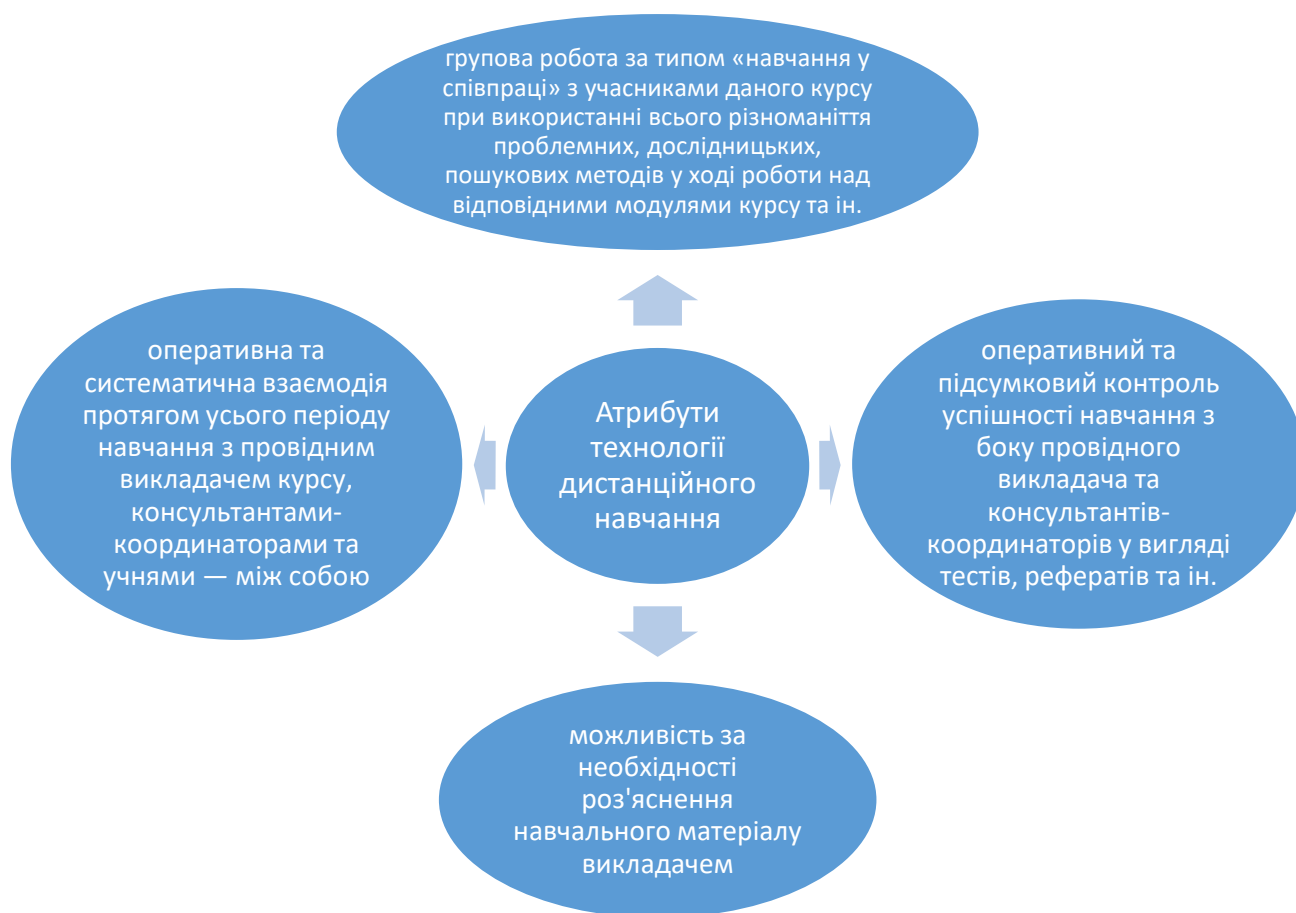 групова робота за типом «навчання у
співпраці» з учасниками даного курсу
при використанні всього різноманіття
проблемних, дослідницьких,
пошукових методів у ході роботи над
відповідними модулями курсу та ін.
оперативна та
систематична взаємодія
протягом усього періоду
навчання з провідним
викладачем курсу,
консультантами-
координаторами та
учнями — між собою
Атрибути
технології
дистанційного
навчання
оперативний та
підсумковий контроль
успішності навчання з
боку провідного
викладача та
консультантів-
координаторів у вигляді
тестів, рефератів та ін.
можливість за
необхідності
роз'яснення
навчального матеріалу
викладачем